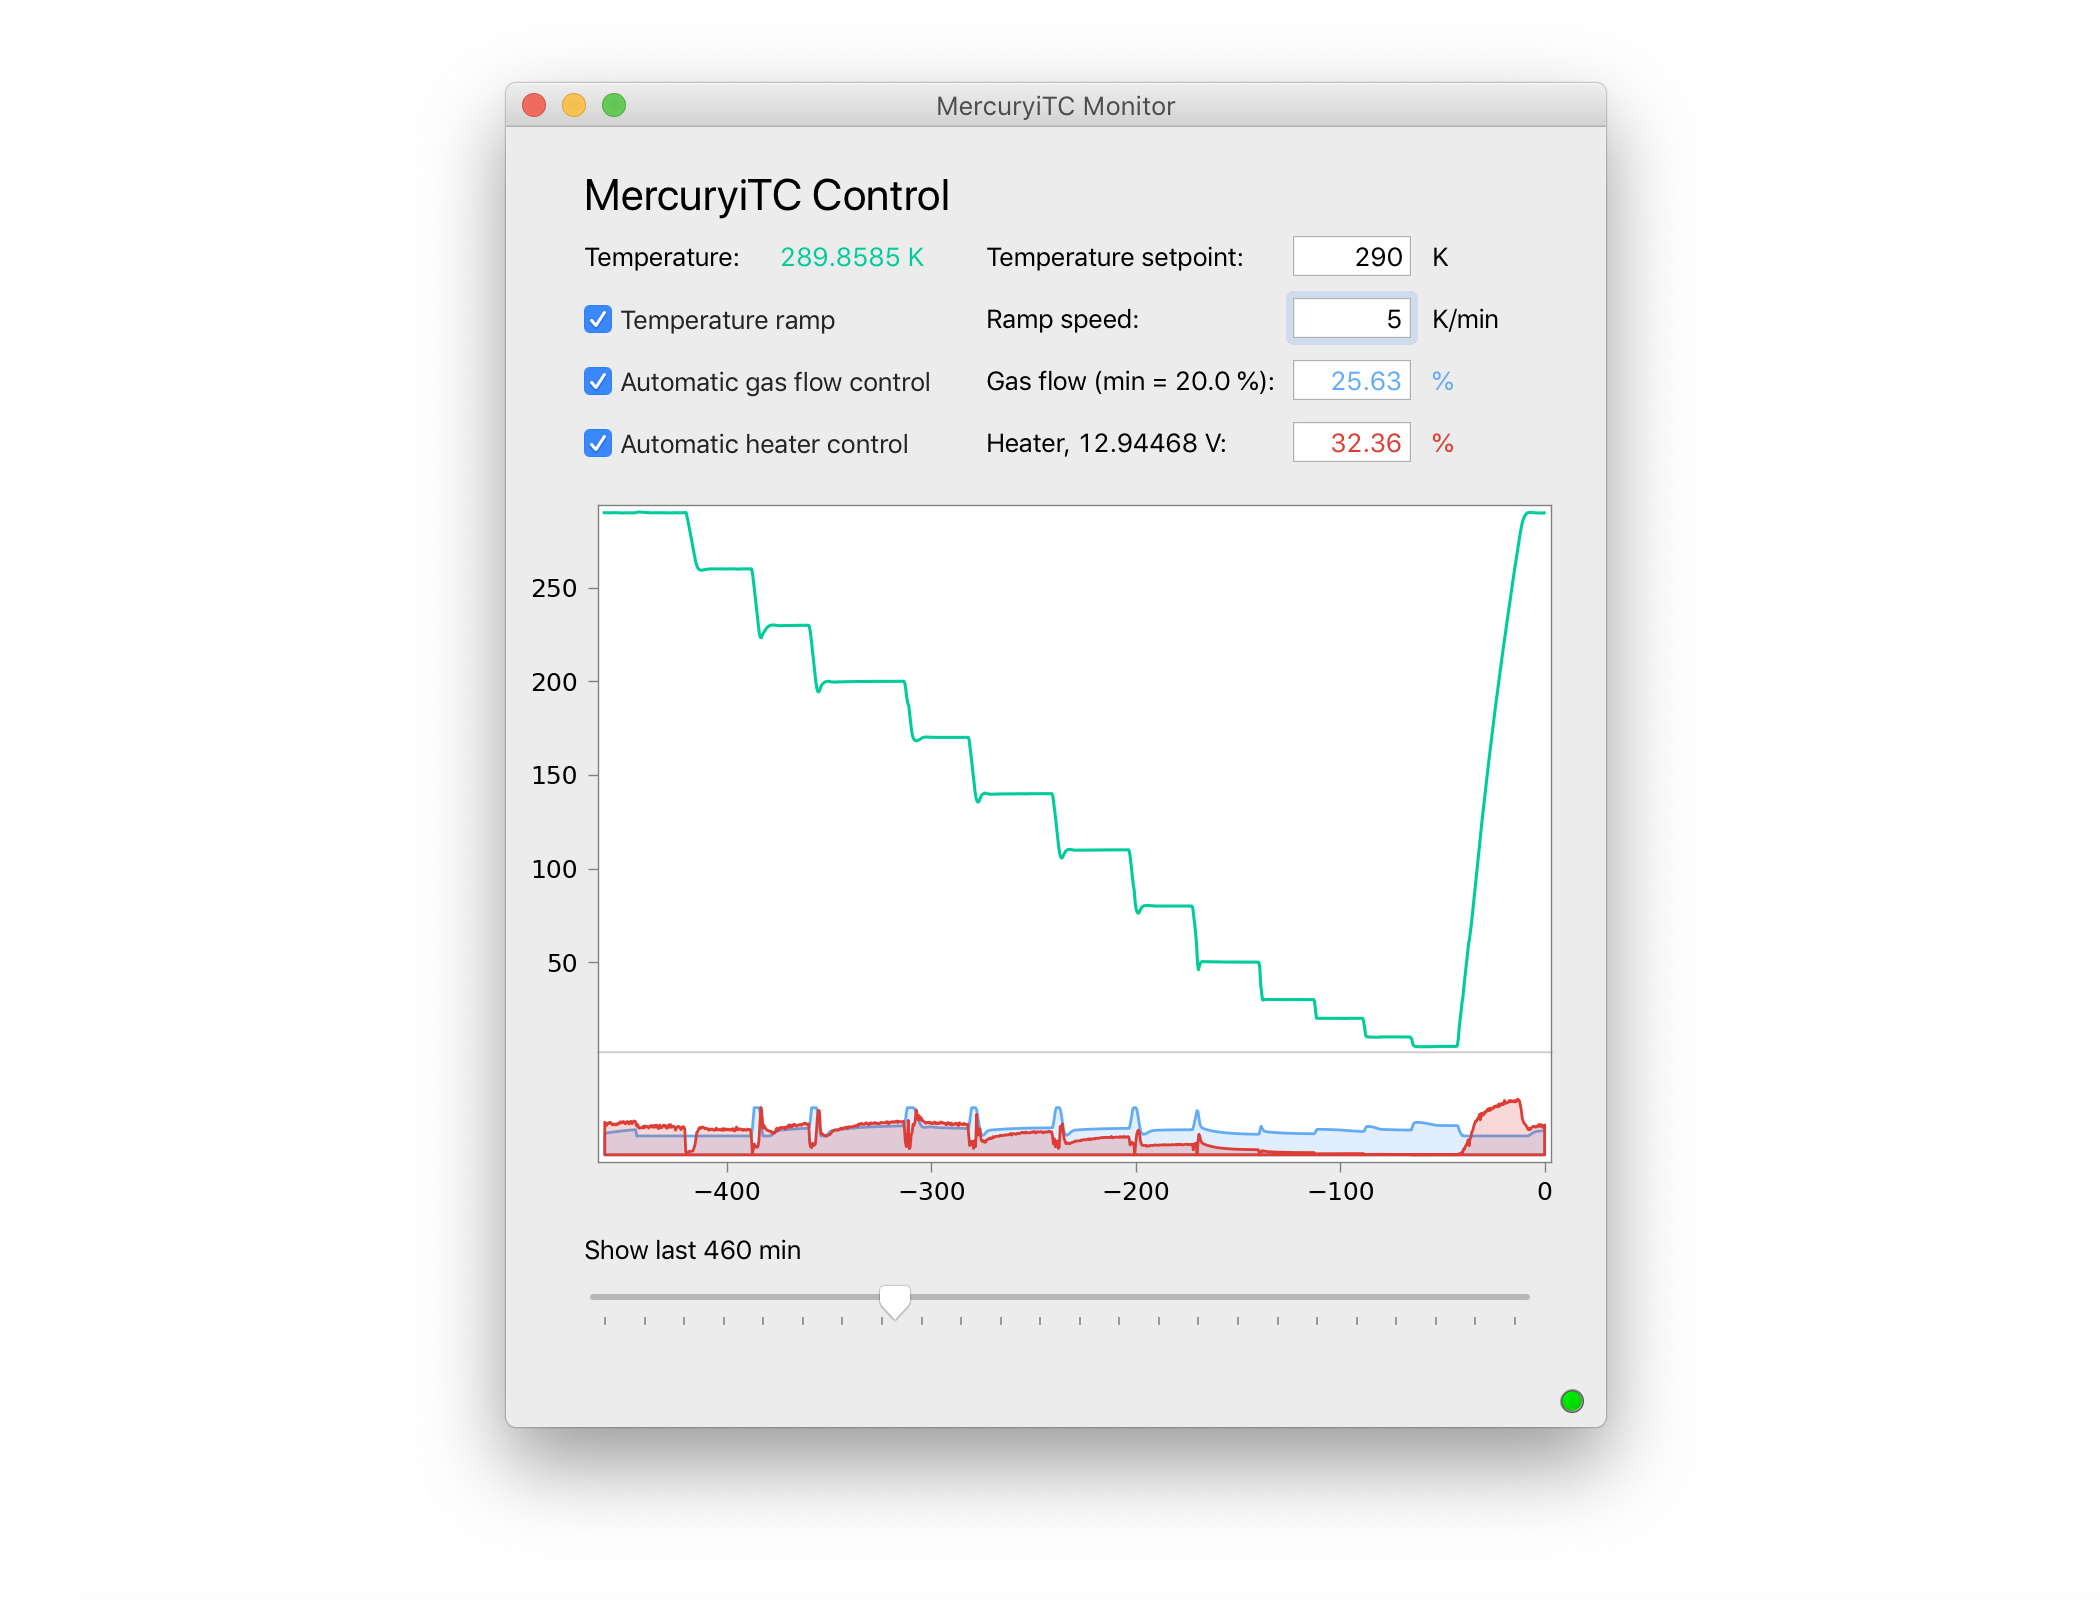 MercuryiTC Monitor
MercuryiTC Control
Temperature: 289.8585 K Temperature setpoint: 290 K
Temperature ramp Ramp speed: 5 K/min
Automatic gas flow control Gas flow (min = 20.0 %): 25.63 %
Automatic heater control Heater, 12.94468 V: 32.36 %
250
200
150
100
50
−400 −300 −200 −100 0
Show last 460 min